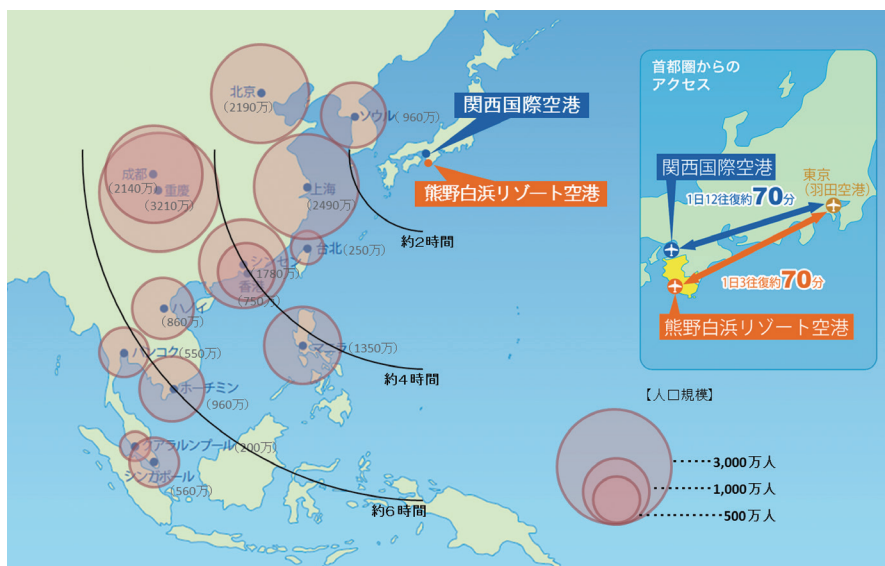 北京
(2190万)
ソウル(960万)
関西国際空港
熊野白浜リゾート空港
成都
(2140万)
重慶
(3210万)
上海
(2490万)
約2時間
台北(250万)
シンセン
(1780万)
香港
(750万)
ハノイ
(860万)
マニラ(1350万)
バンコク(550万)
約4時間
ホーチミン
(960万)
クアラルンプール(200万)
シンガポール
(560万)
約6時間
首都圏からの
アクセス
関西国際空港
東京
(羽田空港)
1日12往復約70分
1日3往復約70分
熊野白浜リゾート空港
【人口規模】
3,000万人
1,000万人
500万人